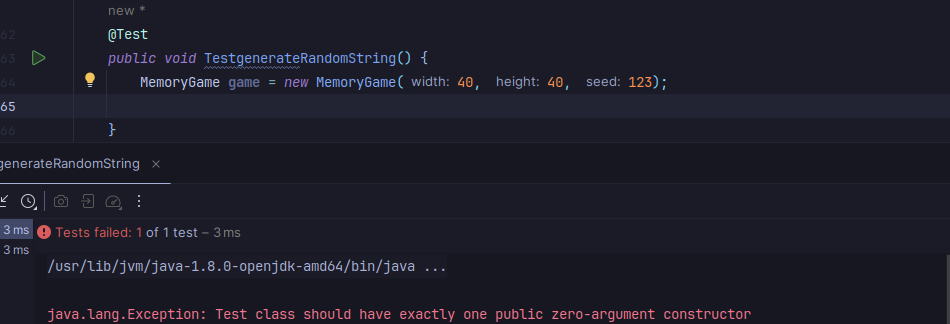 new *
62
@Test
63
public void TestgenerateRandomString() {
64
MemoryGame game = new MemoryGame( width: 40, height: 40, seed: 123);
65
66
}
generateRandomString ×
3 ms
Tests failed: 1 of 1 test – 3 ms
3 ms
/usr/lib/jvm/java-1.8.0-openjdk-amd64/bin/java ...
java.lang.Exception: Test class should have exactly one public zero-argument constructor